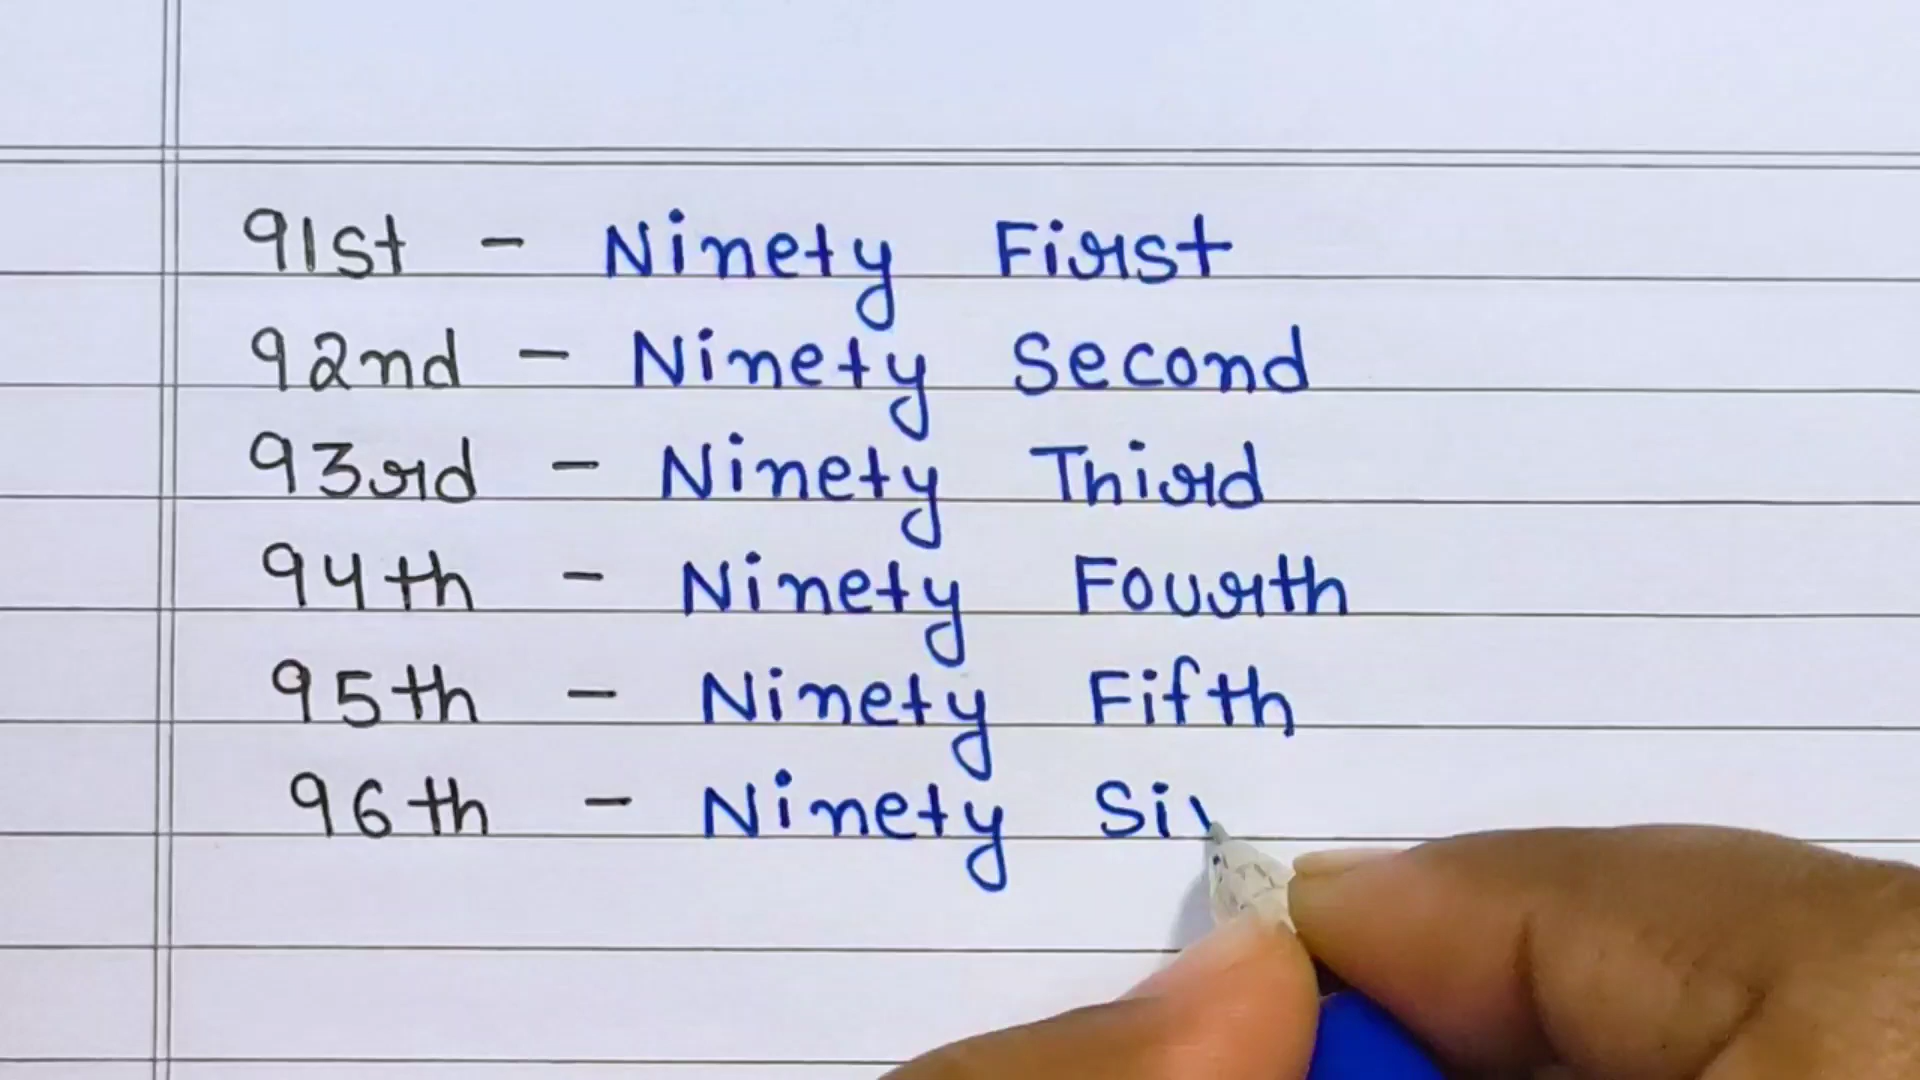 91st - Ninety First
92nd - Ninety Second
93rd - Ninety Third
94th - Ninety Fourth
95th - Ninety Fifth
96th - Ninety